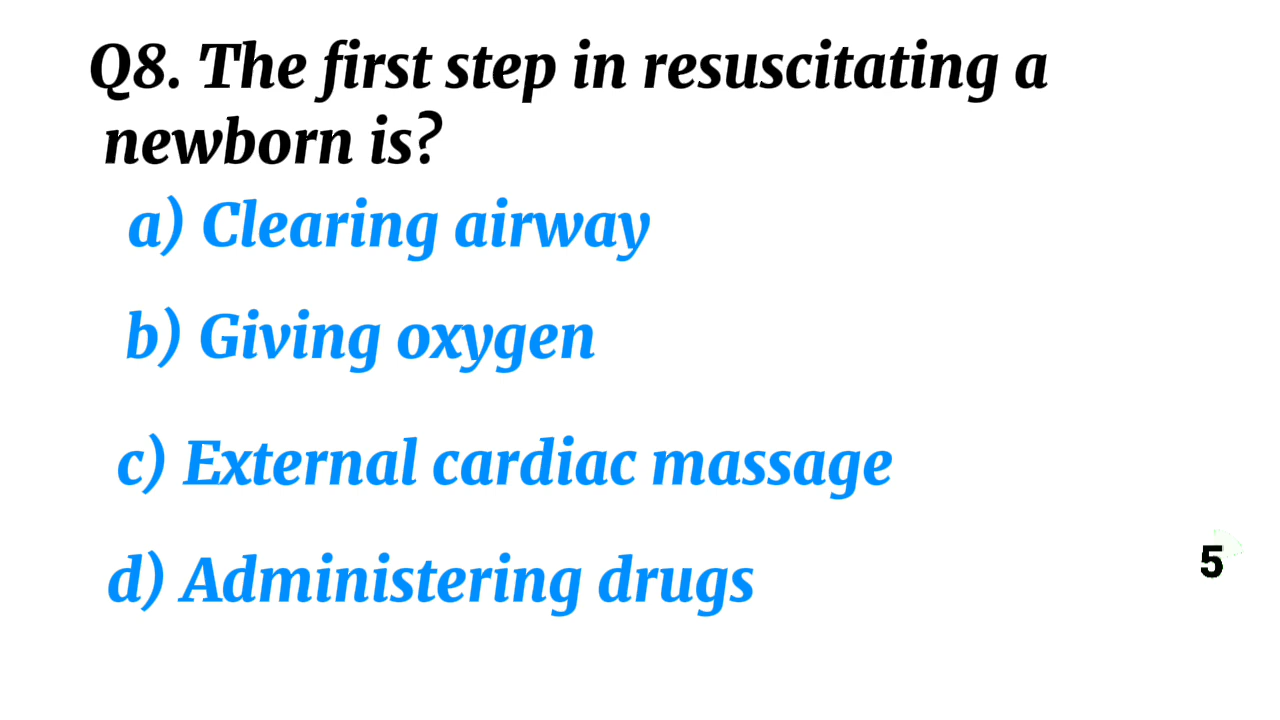 Q8. The first step in resuscitating a
newborn is?
a) Clearing airway
b) Giving oxygen
c) External cardiac massage
d) Administering drugs
5